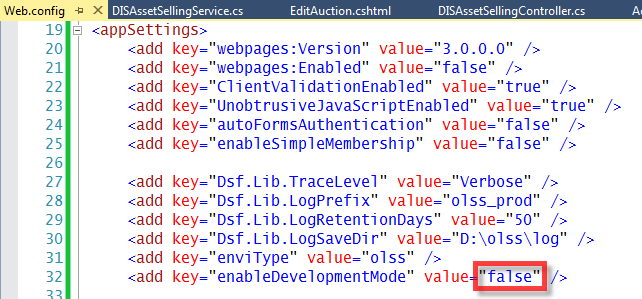 Web.config DISAssetSellingService.cs EditAuction.cshtml DISAssetSellingController.cs
19 <appSettings>
20 <add key="webpages:Version" value="3.0.0.0" />
21 <add key="webpages:Enabled" value="false" />
22 <add key="ClientValidationEnabled" value="true" />
23 <add key="UnobtrusiveJavaScriptEnabled" value="true" />
24 <add key="autoFormsAuthentication" value="false" />
25 <add key="enableSimpleMembership" value="false" />
26
27 <add key="Dsf.Lib.TraceLevel" value="Verbose" />
28 <add key="Dsf.Lib.LogPrefix" value="olss_prod" />
29 <add key="Dsf.Lib.LogRetentionDays" value="50" />
30 <add key="Dsf.Lib.LogSaveDir" value="D:\olss\log" />
31 <add key="enviType" value="olss" />
32 <add key="enableDevelopmentMode" value="false" />